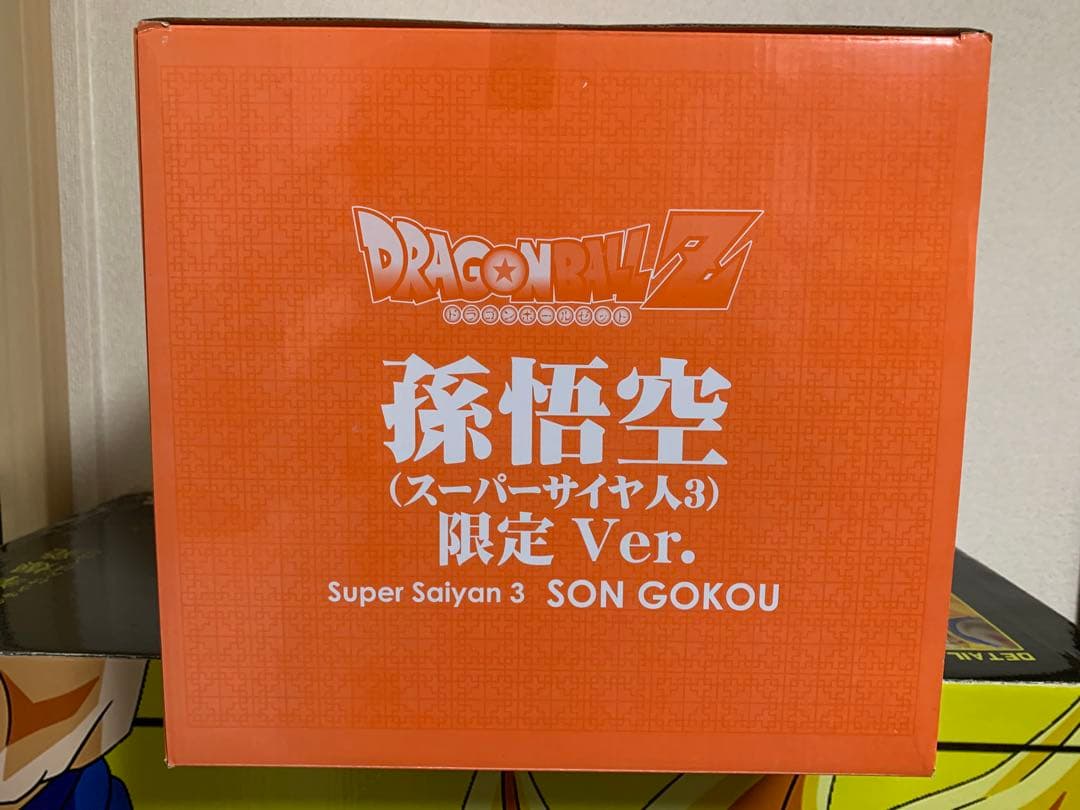 DRAGONBALL Z
ドラゴンボールゼット
孫悟空
(スーパーサイヤ人3)
限定 Ver.
Super Saiyan 3 SON GOKOU
DETAIL